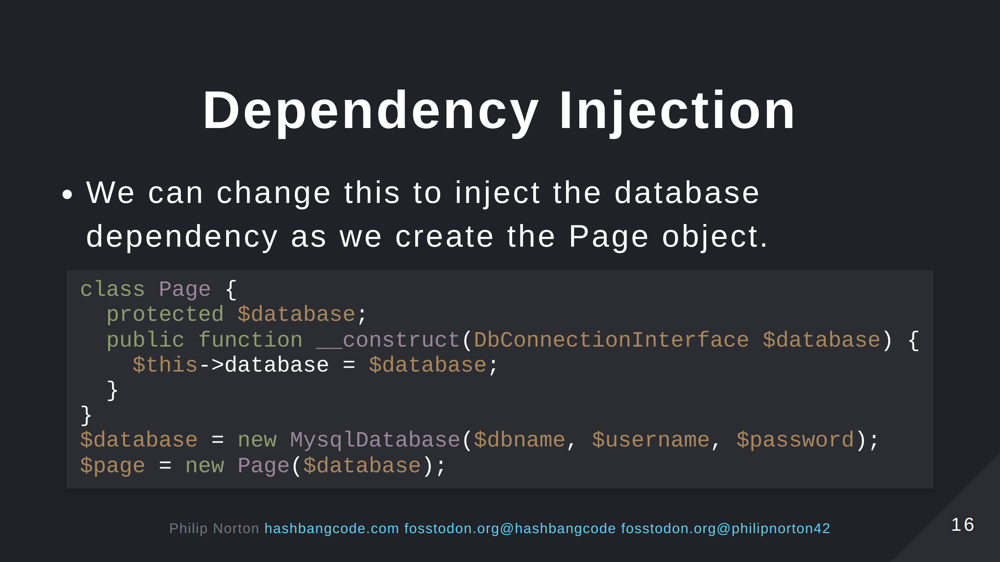 Dependency Injection
• We can change this to inject the database
dependency as we create the Page object.
class Page {
  protected $database;
  public function __construct(DbConnectionInterface $database) {
    $this->database = $database;
  }
}
$database = new MysqlDatabase($dbname, $username, $password);
$page = new Page($database);
Philip Norton hashbangcode.com fosstodon.org@hashbangcode fosstodon.org@philipnorton42
16